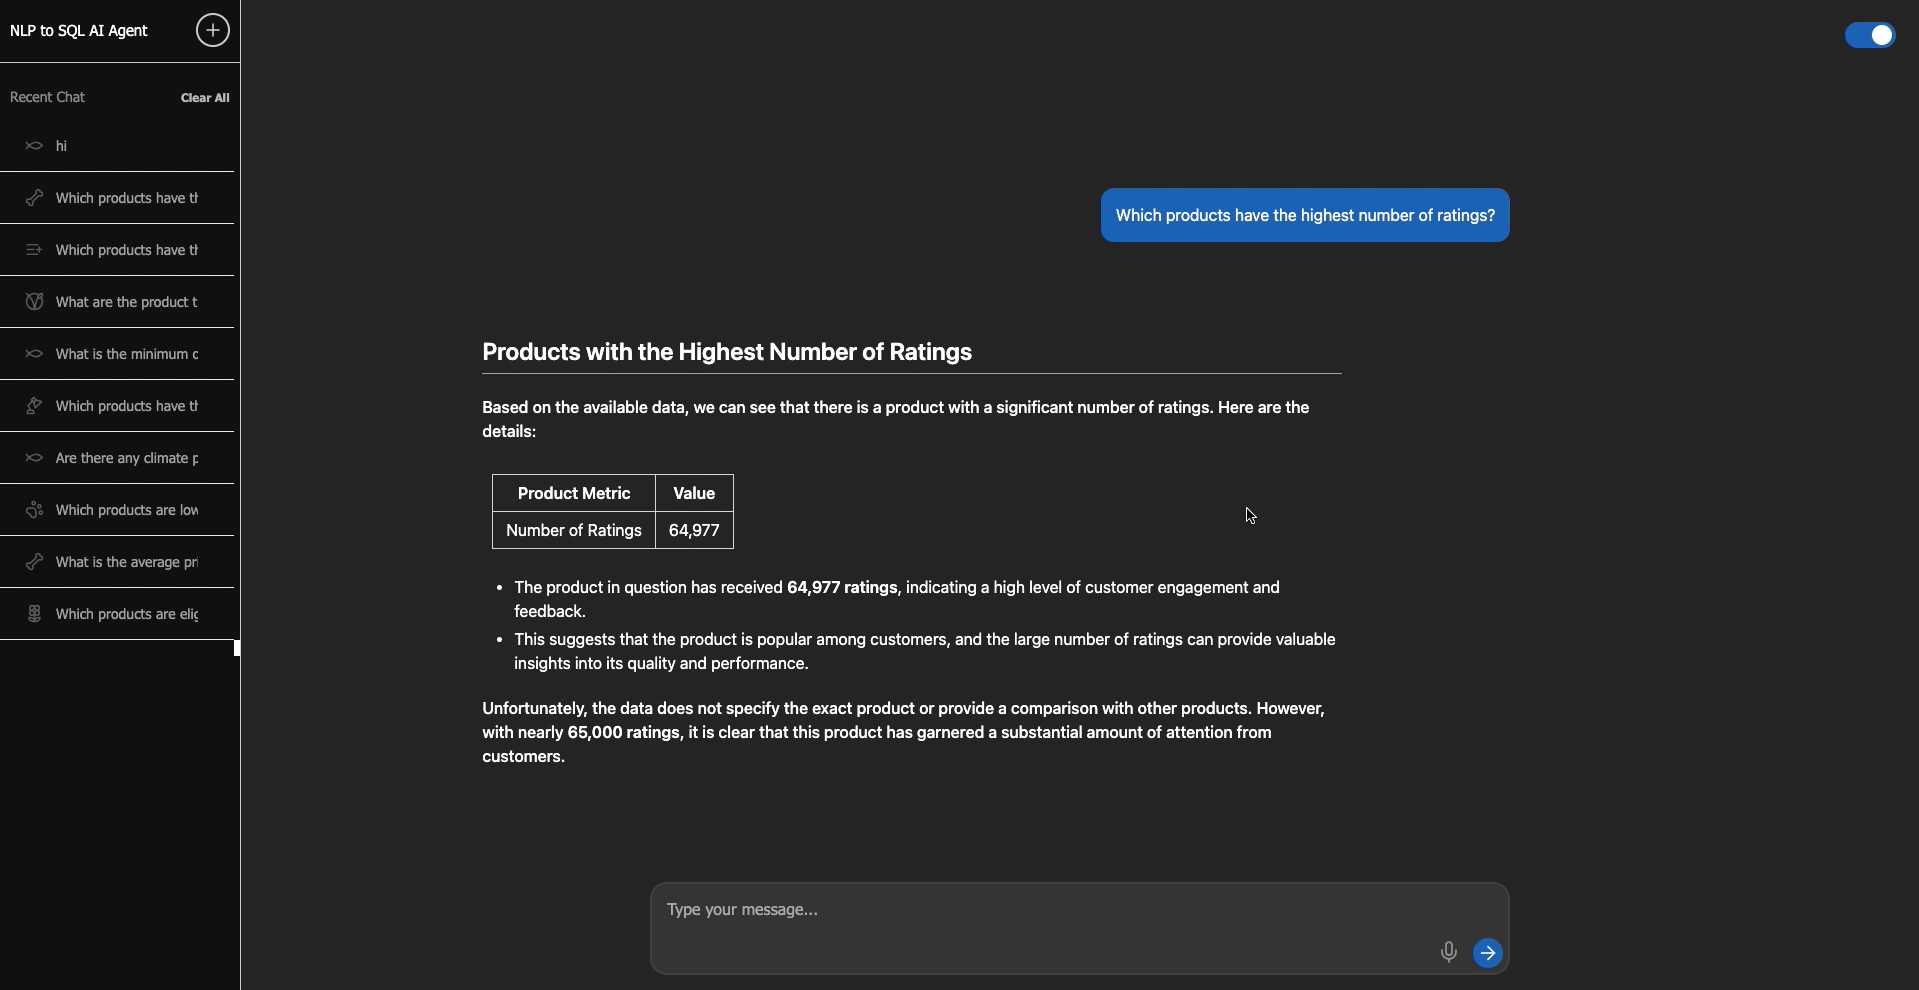 NLP to SQL AI Agent
Recent Chat
Clear All
hi
Which products have th
Which products have th
What are the product t
What is the minimum c
Which products have th
Are there any climate p
Which products are low
What is the average pri
Which products are elig
Which products have the highest number of ratings?
Products with the Highest Number of Ratings
Based on the available data, we can see that there is a product with a significant number of ratings. Here are the
details:
Product Metric Value
Number of Ratings 64,977
• The product in question has received 64,977 ratings, indicating a high level of customer engagement and
feedback.
• This suggests that the product is popular among customers, and the large number of ratings can provide valuable
insights into its quality and performance.
Unfortunately, the data does not specify the exact product or provide a comparison with other products. However,
with nearly 65,000 ratings, it is clear that this product has garnered a substantial amount of attention from
customers.
Type your message...